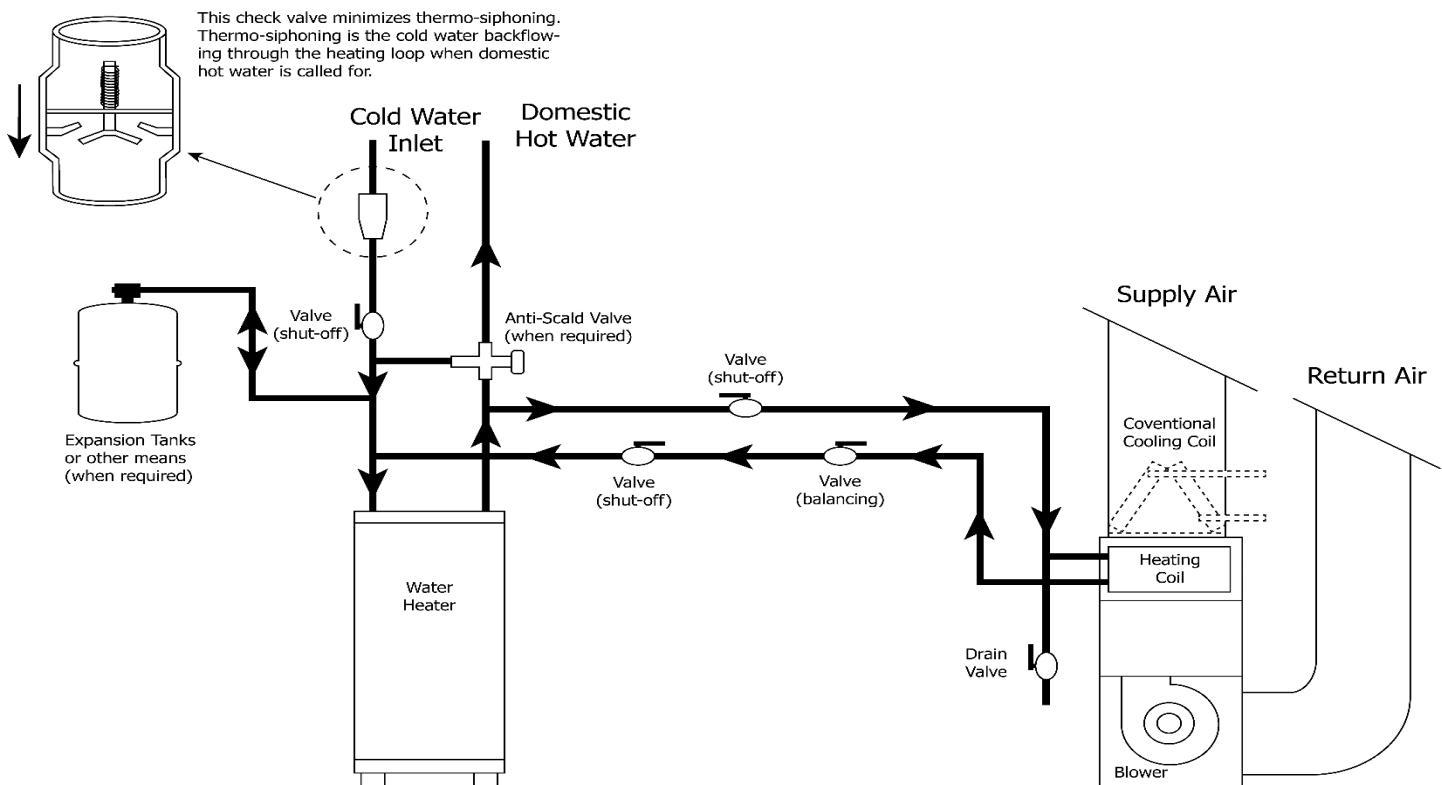 This check valve minimizes thermo-siphoning.
Thermo-siphoning is the cold water backflow-
ing through the heating loop when domestic
hot water is called for.
Cold Water
Inlet
Domestic
Hot Water
Valve
(shut-off)
Anti-Scald Valve
(when required)
Expansion Tanks
or other means
(when required)
Valve
(shut-off)
Valve
(shut-off)
Valve
(balancing)
Supply Air
Return Air
Coventional
Cooling Coil
Heating
Coil
Water
Heater
Drain
Valve
Blower